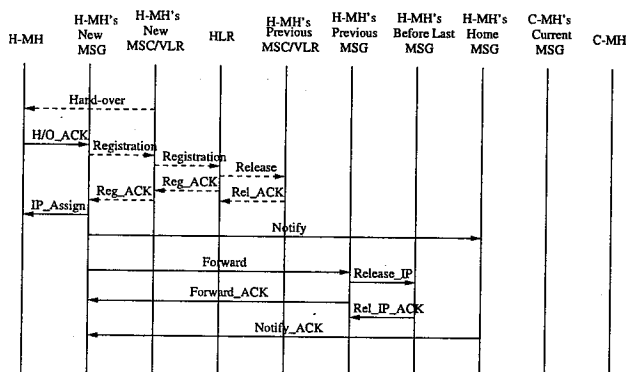 H-MH
H-MH's
New
MSG
H-MH's
New
MSC/VLR
HLR
H-MH's
Previous
MSC/VLR
H-MH's
Previous
MSG
H-MH's
Before Last
MSG
H-MH's
Home
MSG
C-MH's
Current
MSG
C-MH
Hand-over
H/O_ACK
Registration
Registration
Release
Reg_ACK
Reg_ACK
Rel_ACK
IP_Assign
Notify
Forward
Release_IP
Forward_ACK
Rel_IP_ACK
Notify_ACK